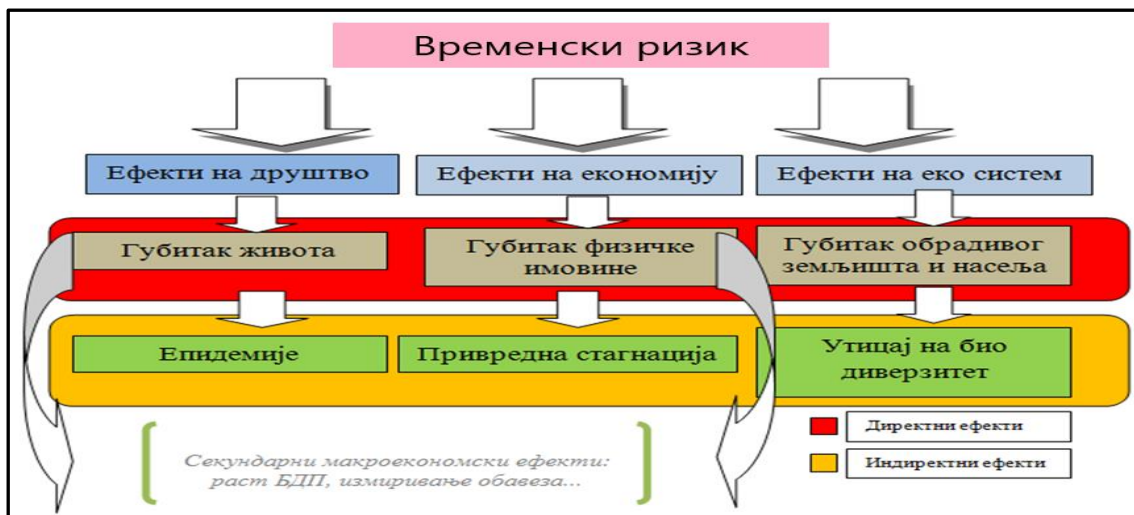 Временски ризик
Ефекти на друштво
Ефекти на економију
Ефекти на еко систем
Губитак живота
Губитак физичке
имовине
Губитак обрадивог
земљишта и насеља
Епидемије
Привредна стагнација
Утицај на био
диверзитет
Секундарни макроекономски ефекти:
раст БДП, измиривање обавеза...
Директни ефекти
Индиректни ефекти